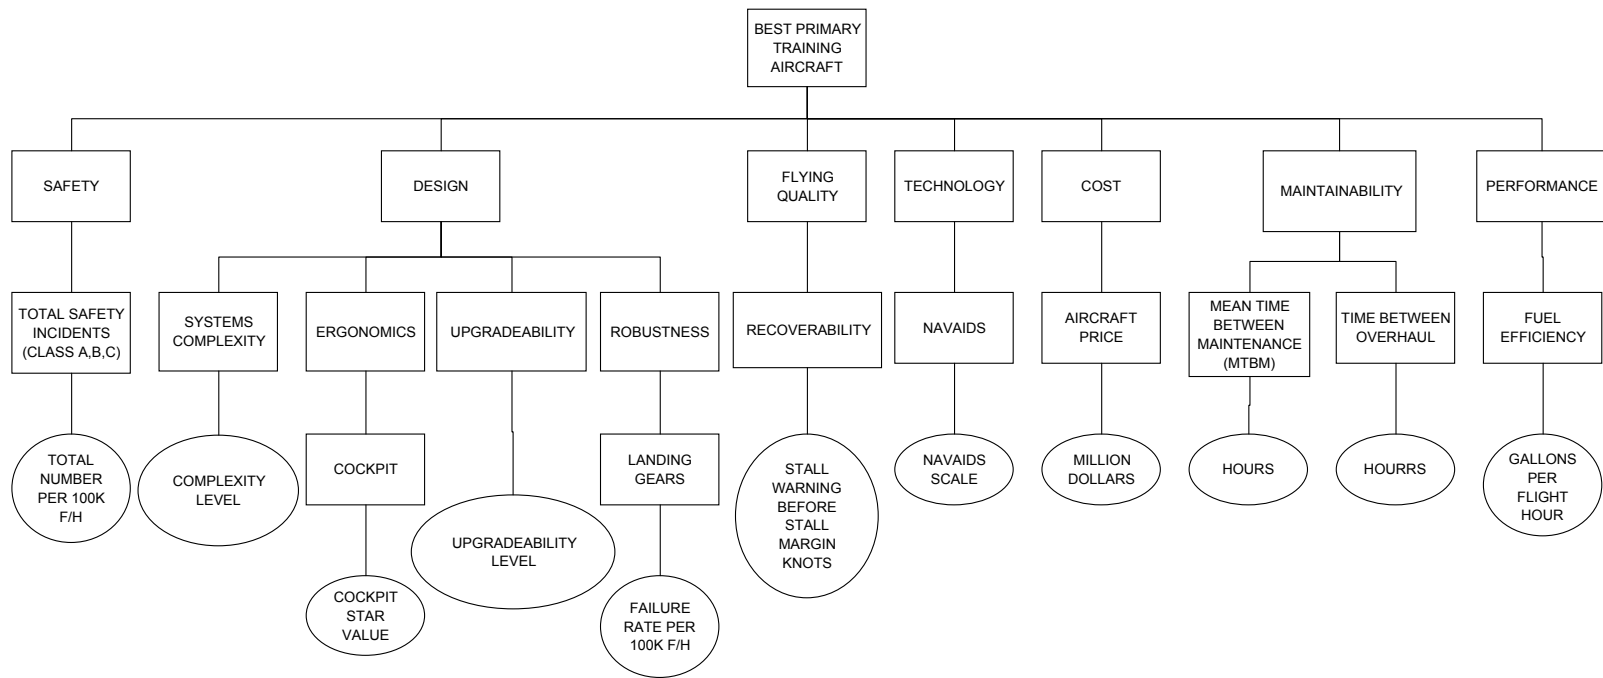 BEST PRIMARY
TRAINING
AIRCRAFT
SAFETY
DESIGN
FLYING
QUALITY
TECHNOLOGY
COST
MAINTAINABILITY
PERFORMANCE
TOTAL SAFETY
INCIDENTS
(CLASS A,B,C)
SYSTEMS
COMPLEXITY
ERGONOMICS
UPGRADEABILITY
ROBUSTNESS
RECOVERABILITY
NAVAIDS
AIRCRAFT
PRICE
MEAN TIME
BETWEEN
MAINTENANCE
(MTBM)
TIME BETWEEN
OVERHAUL
FUEL
EFFICIENCY
TOTAL
NUMBER
PER 100K
F/H
COMPLEXITY
LEVEL
COCKPIT
UPGRADEABILITY
LEVEL
LANDING
GEARS
STALL
WARNING
BEFORE
STALL
MARGIN
KNOTS
NAVAIDS
SCALE
MILLION
DOLLARS
HOURS
HOURRS
GALLONS
PER
FLIGHT
HOUR
COCKPIT
STAR
VALUE
FAILURE
RATE PER
100K F/H